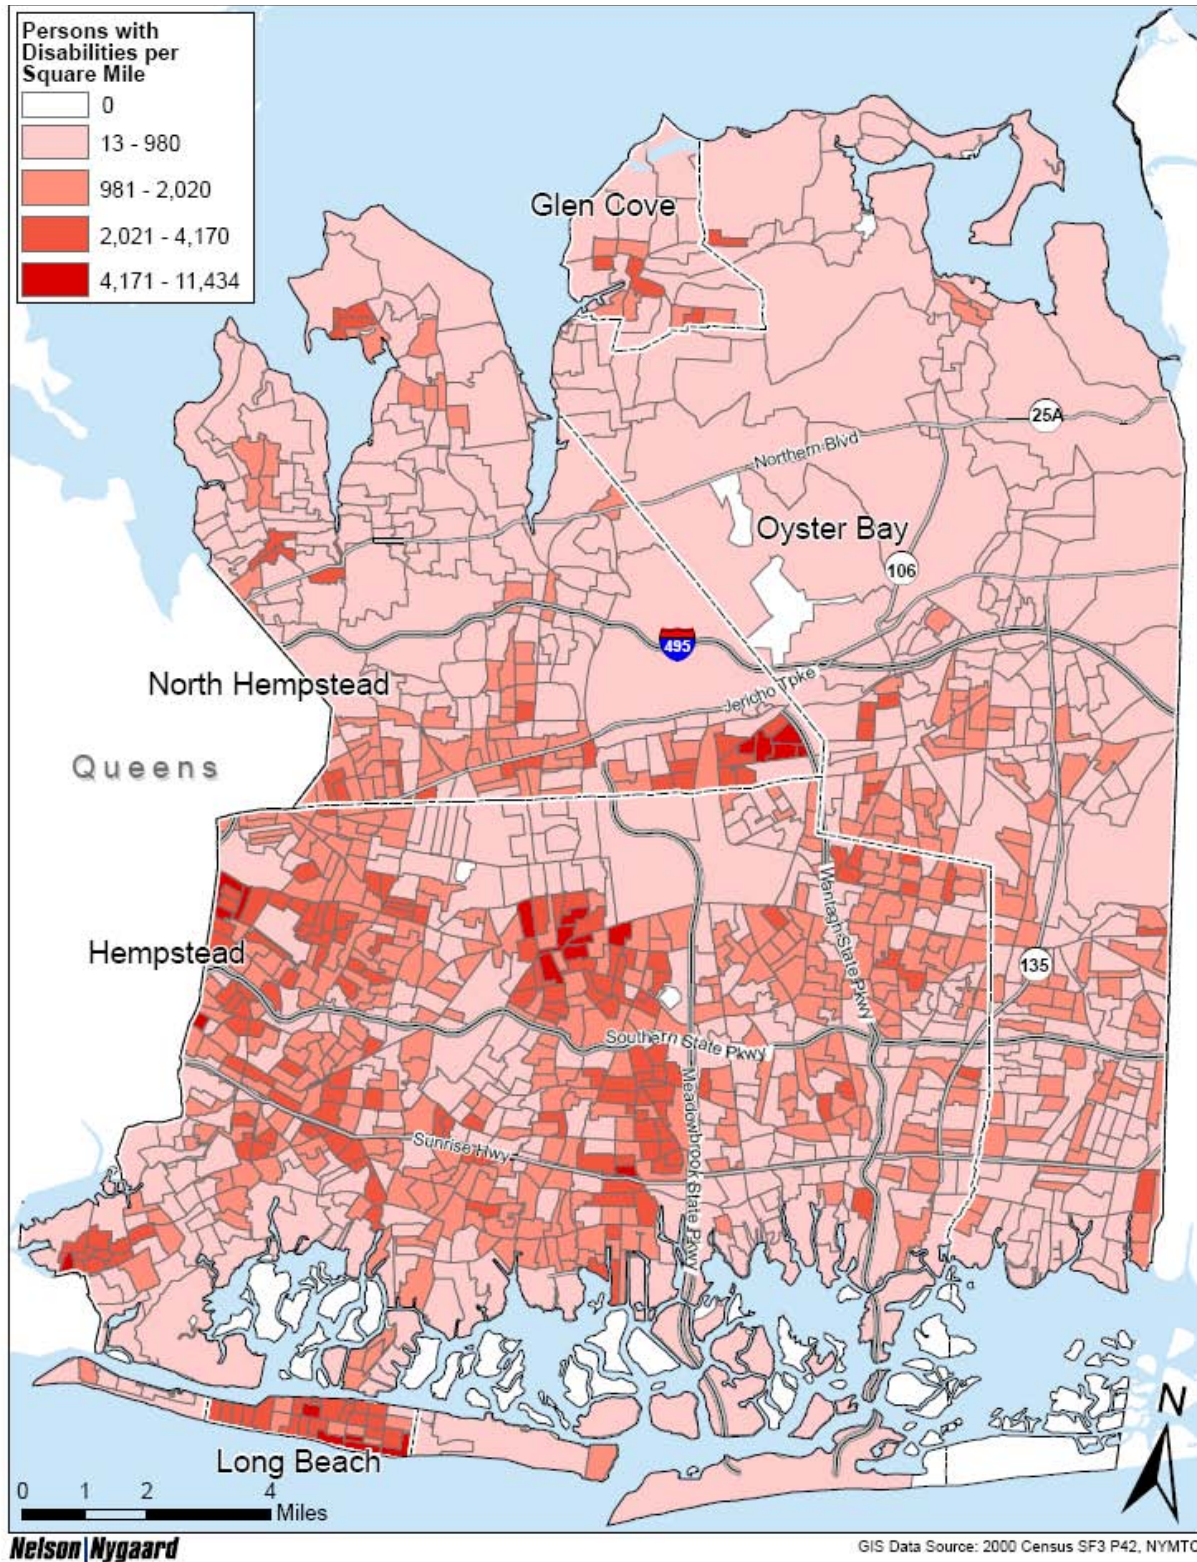 Persons with
Disabilities per
Square Mile
0
13 - 980
981 - 2,020
2,021 - 4,170
4,171 - 11,434
Glen Cove
25A
Northern Blvd
Oyster Bay
106
495
North Hempstead
Jericho Tpke
Queens
Wantagh State Pkwy
Hempstead
135
Southern State Pkwy
Meadowbrook State Pkwy
Sunrise Hwy
N
Long Beach
0 1 2 4
Miles
Nelson|Nygaard
GIS Data Source: 2000 Census SF3 P42, NYMTC